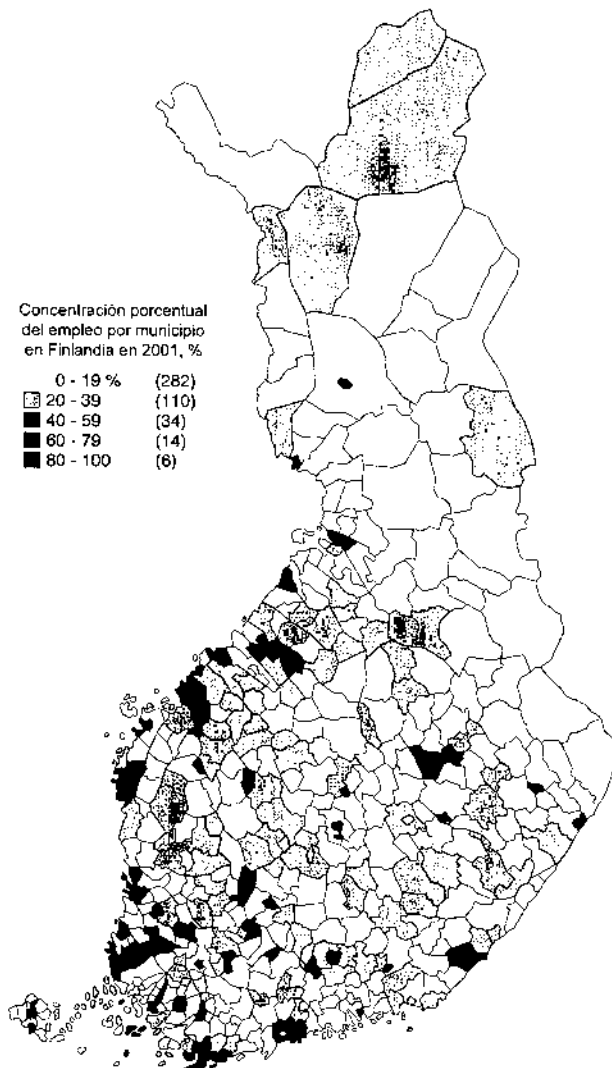 Concentración porcentual
del empleo por municipio
en Finlandia en 2001, %
0 - 19 % (282)
20 - 39 (110)
40 - 59 (34)
60 - 79 (14)
80 - 100 (6)